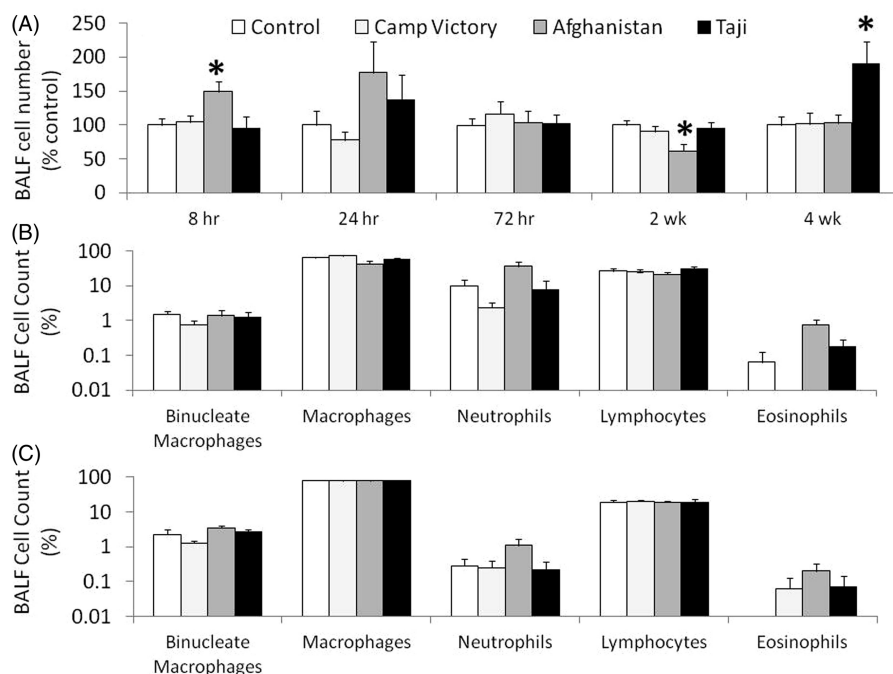 (A)
Control Camp Victory Afghanistan Taji
BALF cell number
(% control)
250
200
150
100
50
0
* * *
8 hr 24 hr 72 hr 2 wk 4 wk
(B)
BALF Cell Count
(%)
100
10
1
0.1
0.01
Binucleate Macrophages Neutrophils Lymphocytes Eosinophils
Macrophages
(C)
BALF Cell Count
(%)
100
10
1
0.1
0.01
Binucleate Macrophages Neutrophils Lymphocytes Eosinophils
Macrophages